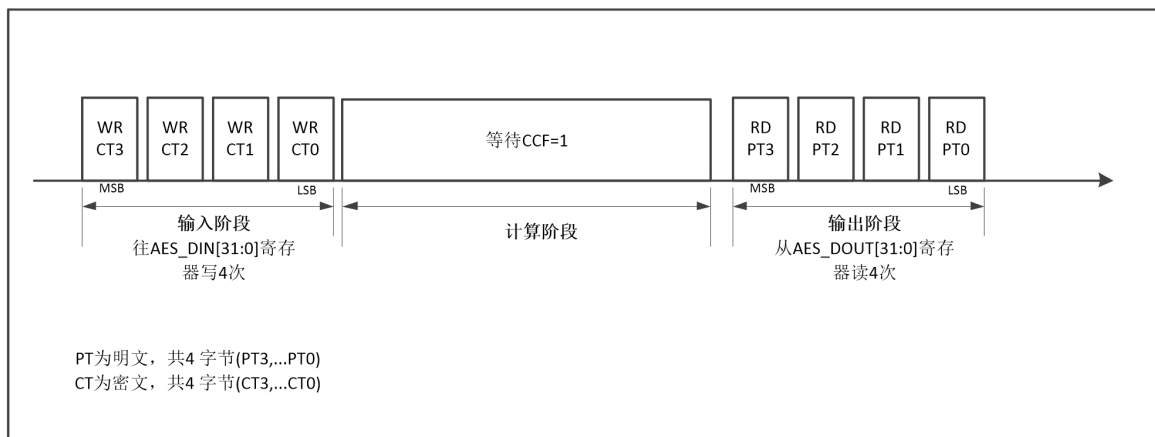 WR
CT3
WR
CT2
WR
CT1
WR
CT0
等待CCF=1
RD
PT3
RD
PT2
RD
PT1
RD
PT0
MSB
LSB
MSB
LSB
输入阶段
往AES_DIN[31:0]寄存
器写4次
计算阶段
输出阶段
从AES_DOUT[31:0]寄存
器读4次
PT为明文，共4 字节(PT3,...PT0)
CT为密文，共4 字节(CT3,...CT0)